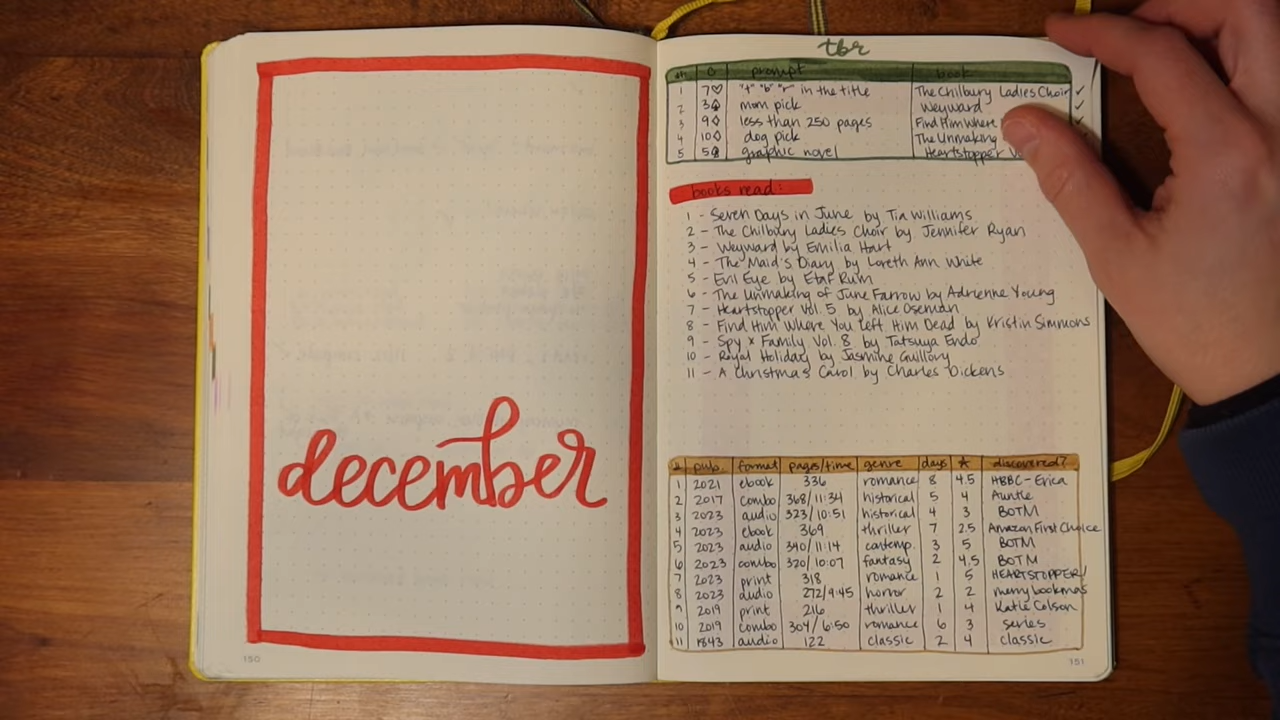 december
150
tbr
# ◇ prompt book
1 7♡ "t" "b" "r" in the title The Chilbury Ladies Choir ✓
2 3♤ mom pick Weyward ✓
3 9◇ less than 250 pages Find Him Where
4 10◇ dog pick The Unmaking
5 5♤ graphic novel Heartstopper
books read:
1 - Seven Days in June by Tia Williams
2 - The Chilbury Ladies Choir by Jennifer Ryan
3 - Weyward by Emilia Hart
4 - The Maid's Diary by Loreth Ann White
5 - Evil Eye by Etaf Rum
6 - The Unmaking of June Farrow by Adrienne Young
7 - Heartstopper Vol. 5 by Alice Oseman
8 - Find Him Where You Left Him Dead by Kristin Simmons
9 - Spy x Family Vol. 8 by Tatsuya Endo
10 - Royal Holiday by Jasmine Guillory
11 - A Christmas Carol by Charles Dickens
# pub. format pages/time genre days ★ discovered?
1 2021 ebook 336 romance 8 4.5 HBBC - Erica
2 2017 combo 368/11:34 historical 5 4 Auntie
3 2023 audio 323/10:51 historical 4 3 BOTM
4 2023 ebook 369 thriller 7 2.5 Amazon First Choice
5 2023 audio 340/11:14 contemp. 3 5 BOTM
6 2023 combo 320/10:07 fantasy 2 4.5 BOTM
7 2023 print 318 romance 1 5 HEARTSTOPPER!
8 2023 audio 272/9:45 horror 2 2 merry bookmas
9 2019 print 216 thriller 1 4 Katie Colson
10 2019 combo 304/6:50 romance 6 3 series
11 1843 audio 122 classic 2 4 classic
151